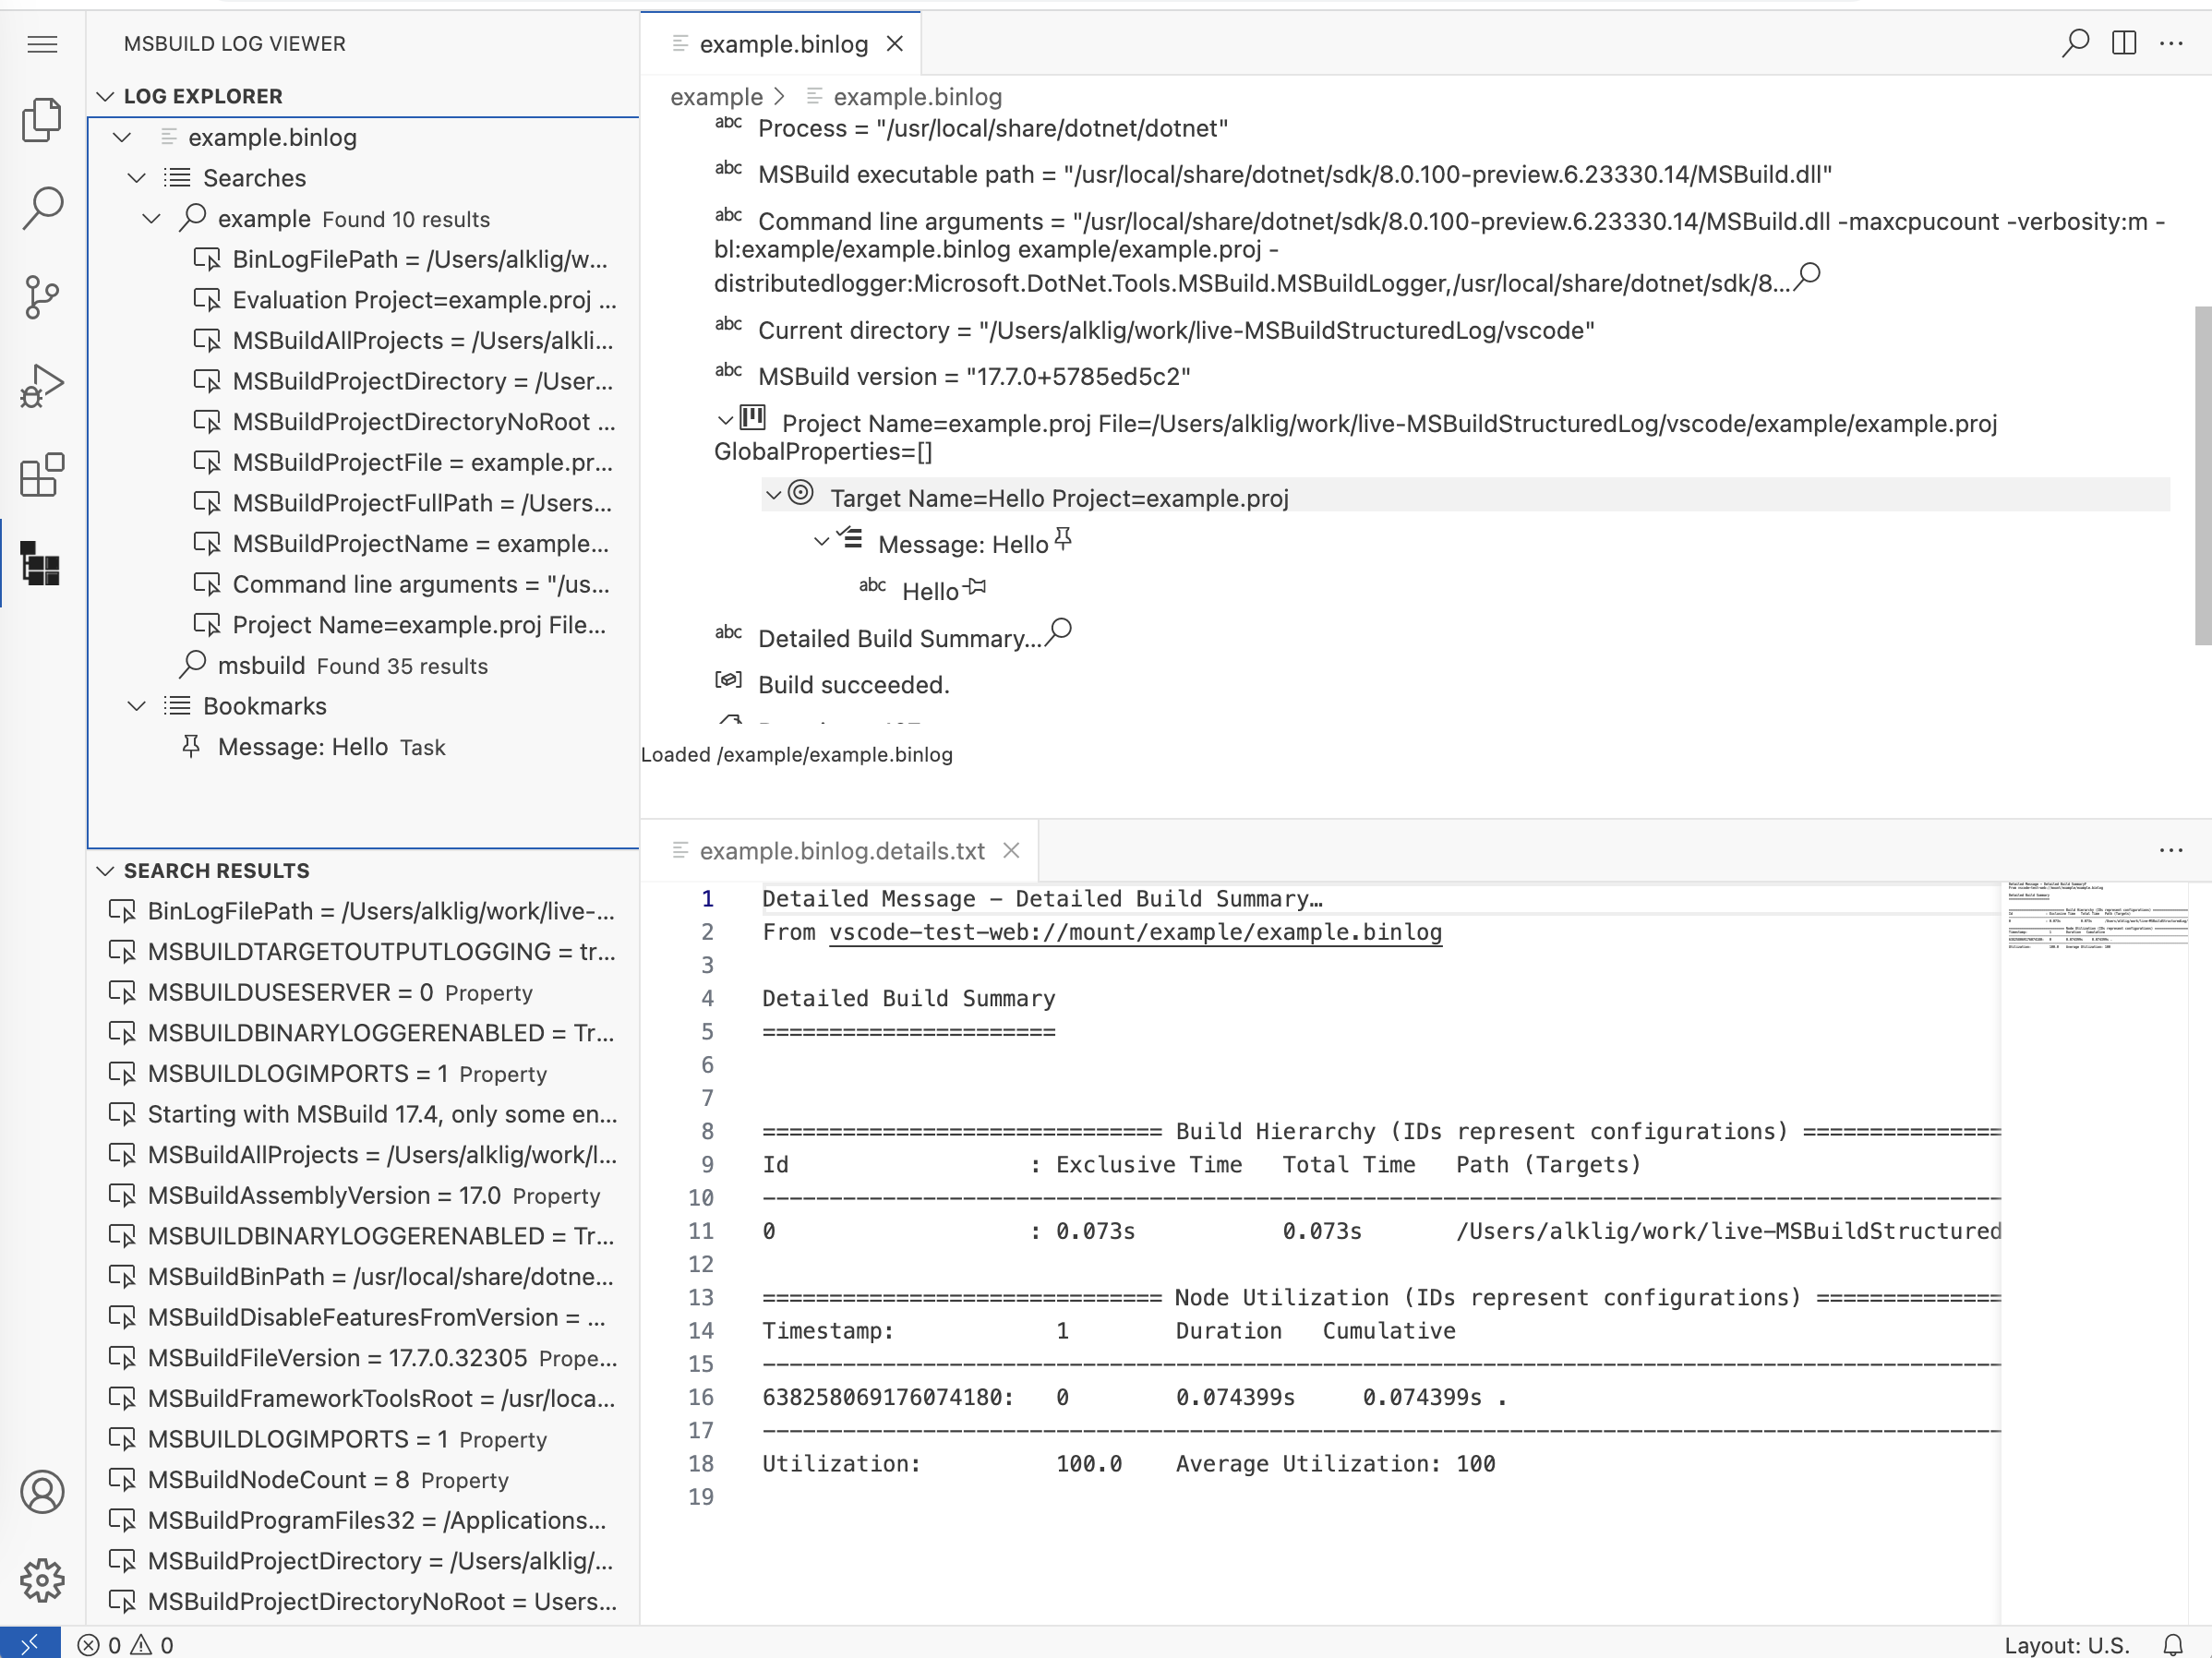 MSBUILD LOG VIEWER
LOG EXPLORER
example.binlog
Searches
example Found 10 results
BinLogFilePath = /Users/alklig/w...
Evaluation Project=example.proj ...
MSBuildAllProjects = /Users/alkli...
MSBuildProjectDirectory = /User...
MSBuildProjectDirectoryNoRoot ...
MSBuildProjectFile = example.pr...
MSBuildProjectFullPath = /Users...
MSBuildProjectName = example...
Command line arguments = "/us...
Project Name=example.proj File...
msbuild Found 35 results
Bookmarks
Message: Hello Task
SEARCH RESULTS
BinLogFilePath = /Users/alklig/work/live-...
MSBUILDTARGETOUTPUTLOGGING = tr...
MSBUILDUSESERVER = 0 Property
MSBUILDBINARYLOGGERENABLED = Tr...
MSBUILDLOGIMPORTS = 1 Property
Starting with MSBuild 17.4, only some en...
MSBuildAllProjects = /Users/alklig/work/l...
MSBuildAssemblyVersion = 17.0 Property
MSBUILDBINARYLOGGERENABLED = Tr...
MSBuildBinPath = /usr/local/share/dotne...
MSBuildDisableFeaturesFromVersion = ...
MSBuildFileVersion = 17.7.0.32305 Prope...
MSBuildFrameworkToolsRoot = /usr/loca...
MSBUILDLOGIMPORTS = 1 Property
MSBuildNodeCount = 8 Property
MSBuildProgramFiles32 = /Applications...
MSBuildProjectDirectory = /Users/alklig/...
MSBuildProjectDirectoryNoRoot = Users...
example.binlog
example > example.binlog
abc Process = "/usr/local/share/dotnet/dotnet"
abc MSBuild executable path = "/usr/local/share/dotnet/sdk/8.0.100-preview.6.23330.14/MSBuild.dll"
abc Command line arguments = "/usr/local/share/dotnet/sdk/8.0.100-preview.6.23330.14/MSBuild.dll -maxcpucount -verbosity:m -
bl:example/example.binlog example/example.proj -
distributedlogger:Microsoft.DotNet.Tools.MSBuild.MSBuildLogger,/usr/local/share/dotnet/sdk/8...
abc Current directory = "/Users/alklig/work/live-MSBuildStructuredLog/vscode"
abc MSBuild version = "17.7.0+5785ed5c2"
Project Name=example.proj File=/Users/alklig/work/live-MSBuildStructuredLog/vscode/example/example.proj
GlobalProperties=[]
Target Name=Hello Project=example.proj
Message: Hello
abc Hello
abc Detailed Build Summary...
Build succeeded.
Loaded /example/example.binlog
example.binlog.details.txt
1 Detailed Message – Detailed Build Summary…
2 From vscode-test-web://mount/example/example.binlog
3
4 Detailed Build Summary
5 ======================
6
7
8 ============================== Build Hierarchy (IDs represent configurations) ===============
9 Id : Exclusive Time Total Time Path (Targets)
10 ---------------------------------------------------------------------------------------------
11 0 : 0.073s 0.073s /Users/alklig/work/live-MSBuildStructured
12
13 ============================== Node Utilization (IDs represent configurations) ==============
14 Timestamp: 1 Duration Cumulative
15 ---------------------------------------------------------------------------------------------
16 638258069176074180: 0 0.074399s 0.074399s .
17 ---------------------------------------------------------------------------------------------
18 Utilization: 100.0 Average Utilization: 100
19
0 0
Layout: U.S.